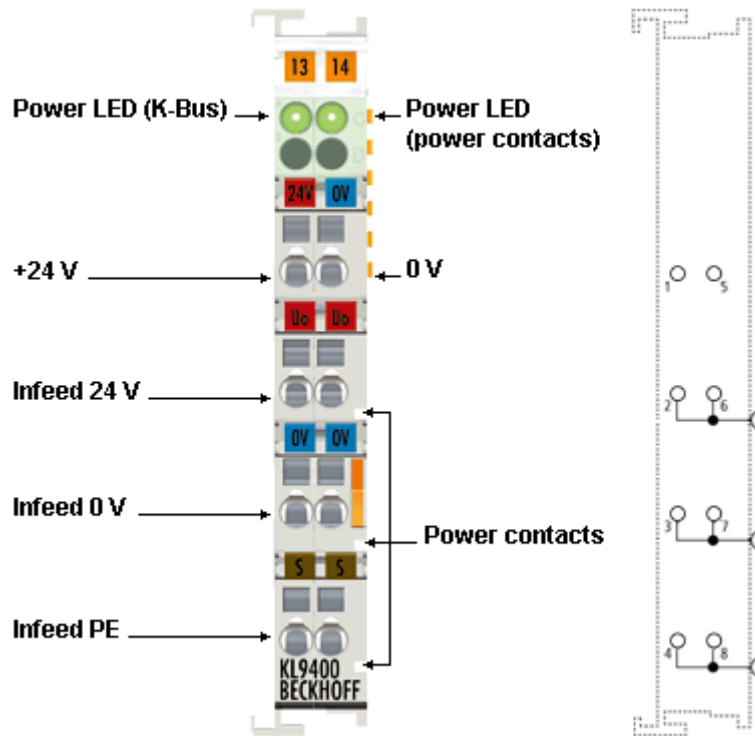 13 14
Power LED (K-Bus)
Power LED
(power contacts)
24V 0V
+24 V
0 V
Uo Uo
Infeed 24 V
0V 0V
Infeed 0 V
Power contacts
S S
Infeed PE
KL9400
BECKHOFF
1 5
2 6
3 7
4 8